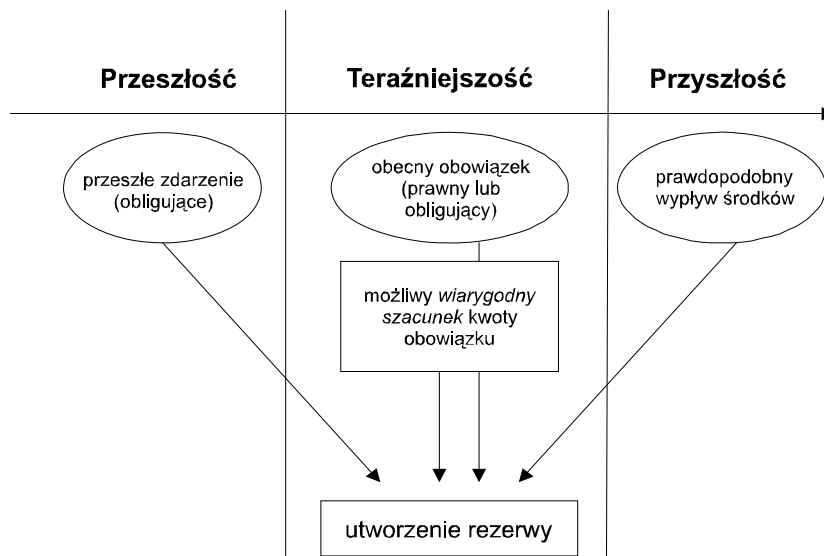 Przeszłość
Teraźniejszość
Przyszłość
przeszłe zdarzenie
(obligujące)
obecny obowiązek
(prawny lub
obligujący)
prawdopodobny
wypływ środków
możliwy wiarygodny
szacunek kwoty
obowiązku
utworzenie rezerwy